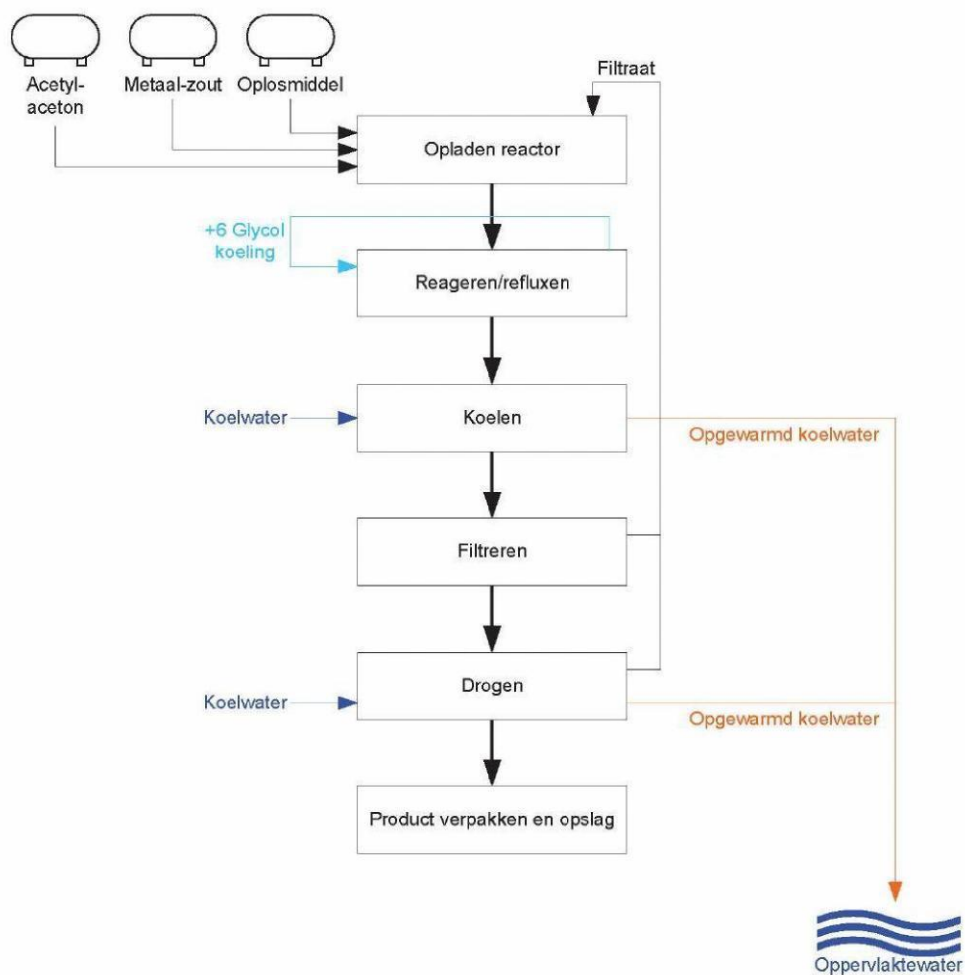 Acetyl-
aceton
Metaal-zout
Oplosmiddel
Filtraat
Opladen reactor
+6 Glycol
koeling
Reageren/refluxen
Koelwater
Koelen
Opgewarmd koelwater
Filtreren
Drogen
Koelwater
Opgewarmd koelwater
Product verpakken en opslag
Oppervlaktewater